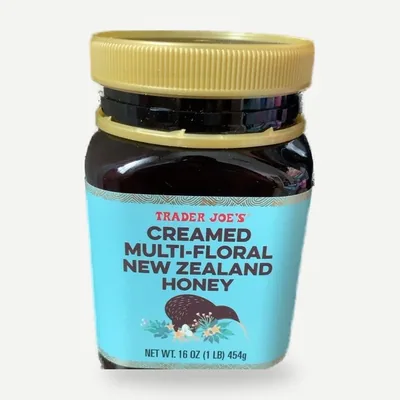 TRADER JOE'S
CREAMED
MULTI-FLORAL
NEW ZEALAND
HONEY
NET WT. 16 OZ (1 LB) 454g